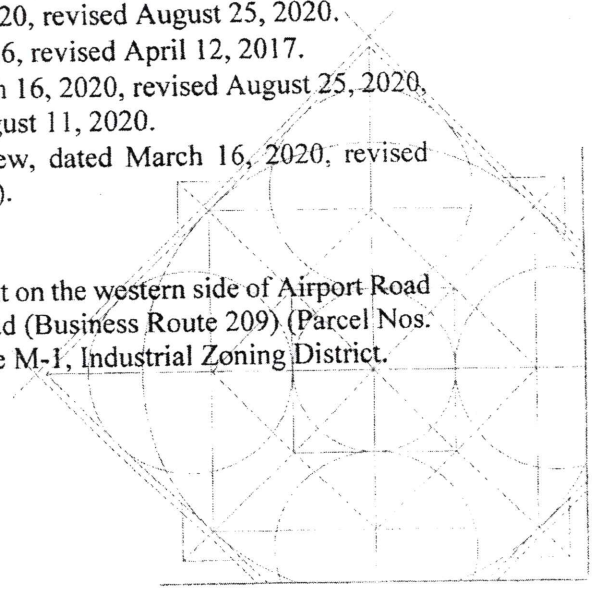 20, revised August 25, 2020.
6, revised April 12, 2017.
16, 2020, revised August 25, 2020,
ust 11, 2020.
ew, dated March 16, 2020, revised
).
t on the western side of Airport Road
d (Business Route 209) (Parcel Nos.
e M-1, Industrial Zoning District.